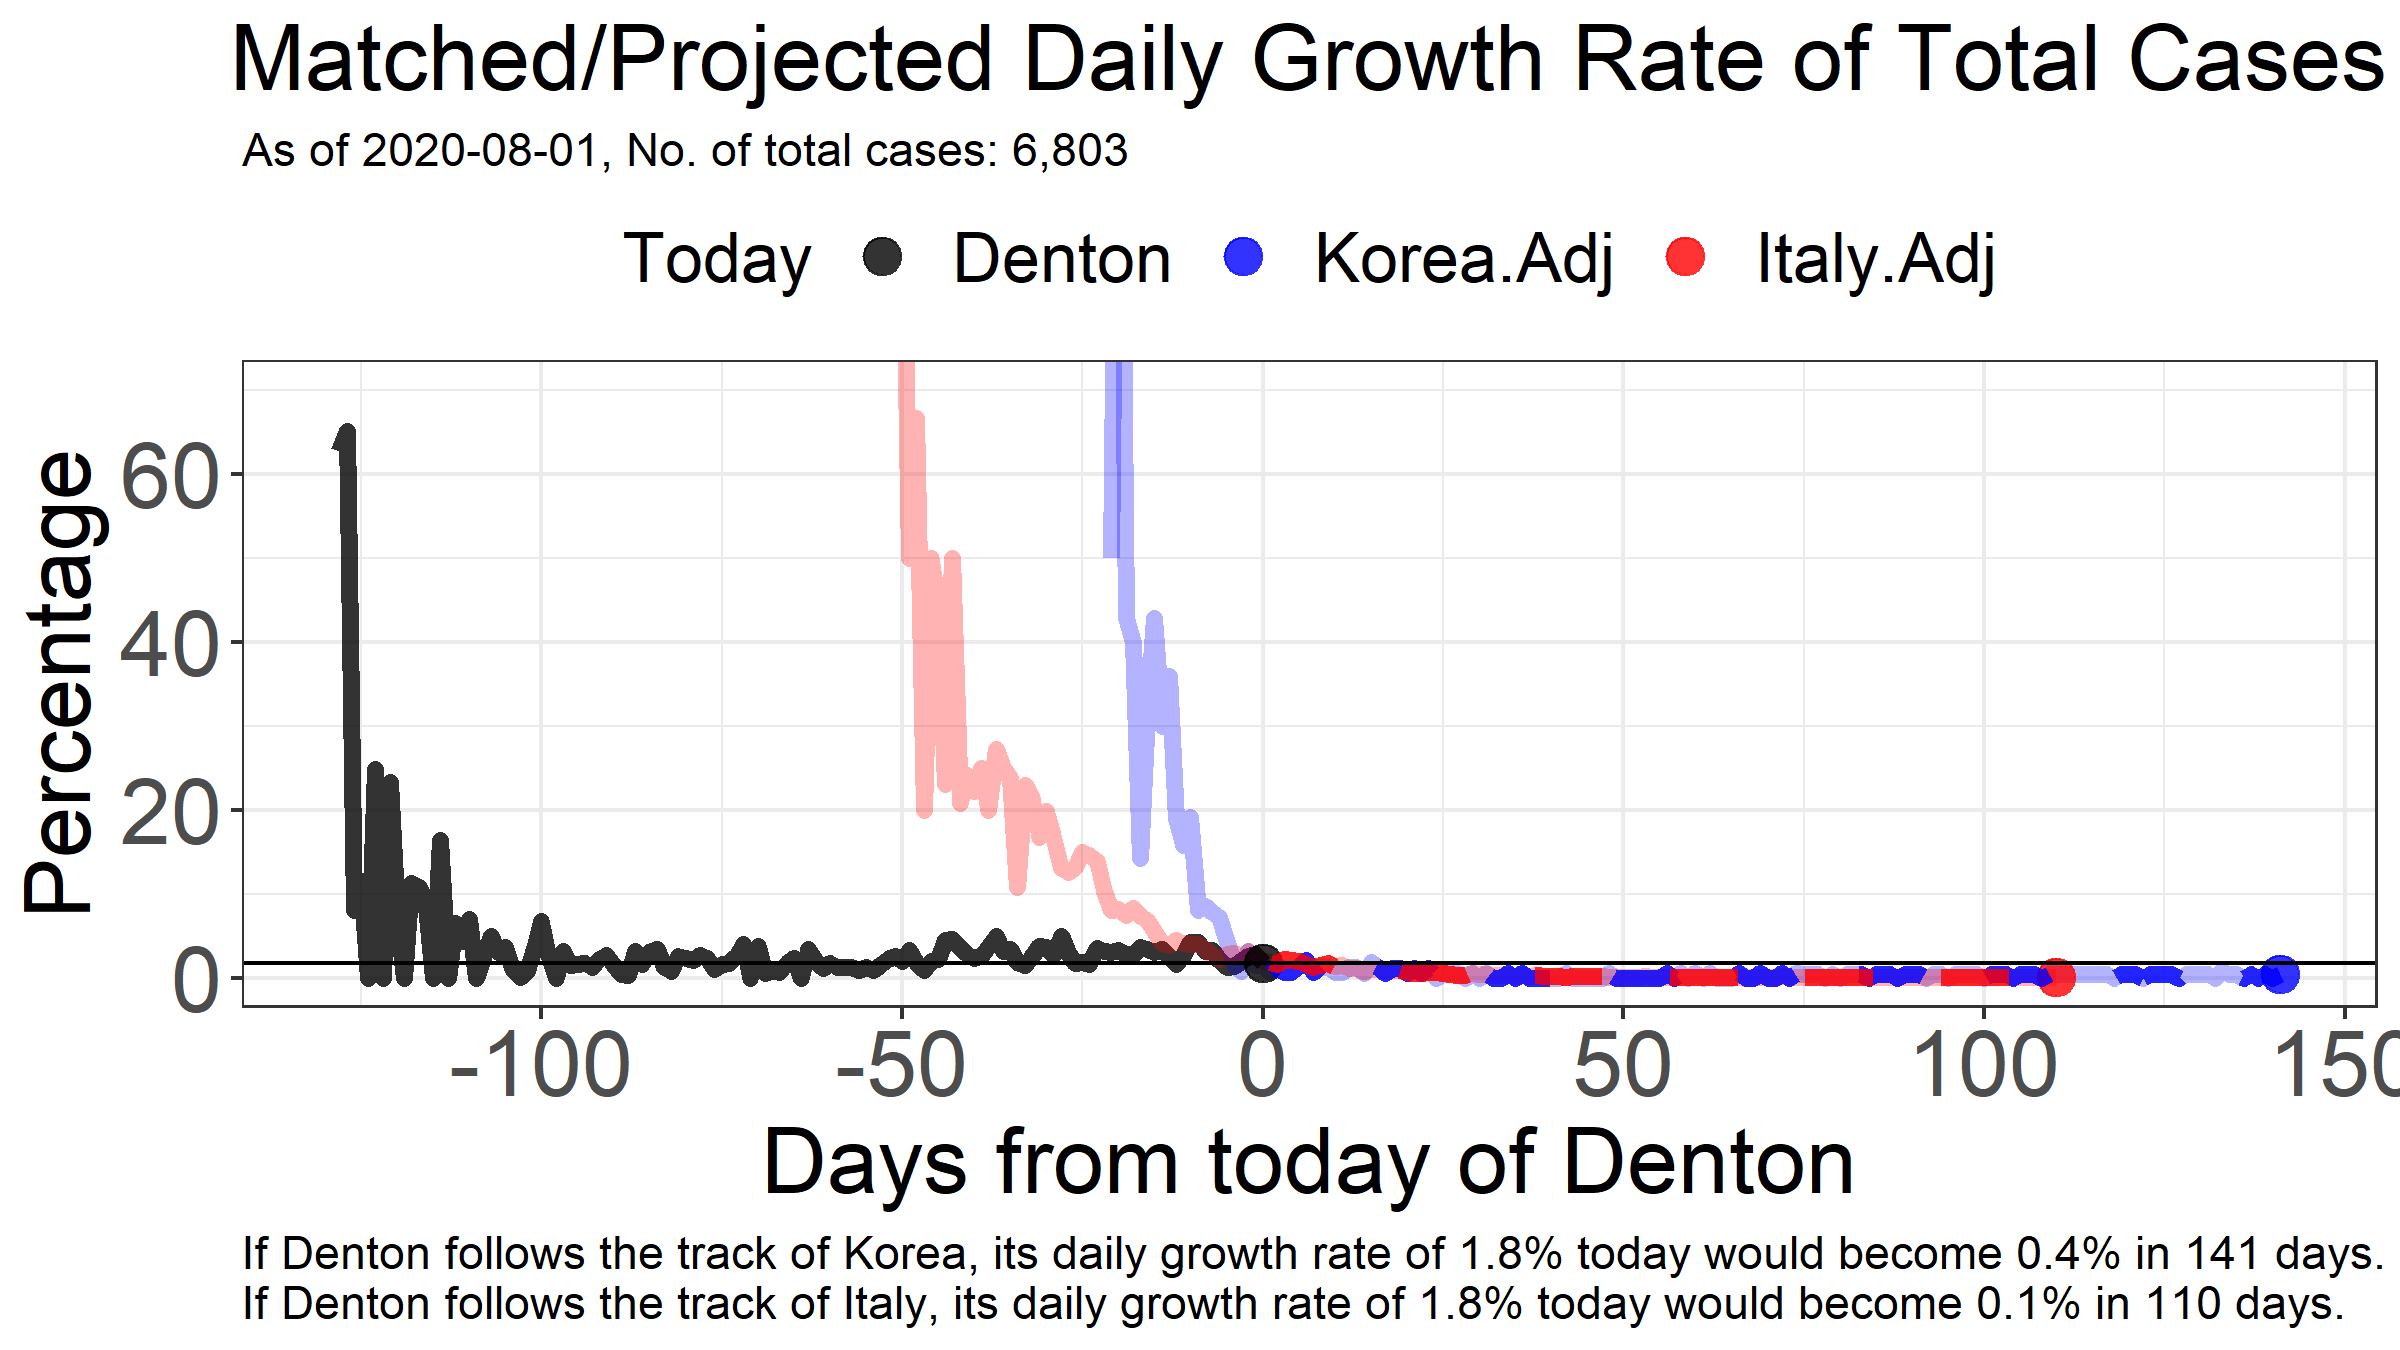 Matched/Projected Daily Growth Rate of Total Cases
As of 2020-08-01, No. of total cases: 6,803
Today Denton Korea.Adj Italy.Adj
Percentage
60
40
20
0
-100 -50 0 50 100 150
Days from today of Denton
If Denton follows the track of Korea, its daily growth rate of 1.8% today would become 0.4% in 141 days.
If Denton follows the track of Italy, its daily growth rate of 1.8% today would become 0.1% in 110 days.